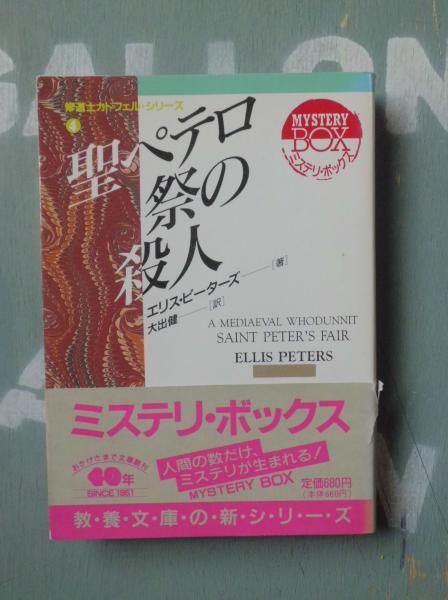 GALLON
修道士カドフェル・シリーズ
4
聖ペテロ
祭の
殺人
MYSTERY
BOX
ミステリ・ボックス
エリス・ピーターズ――[著]
大出健――[訳]
A MEDIAEVAL WHODUNNIT
SAINT PETER'S FAIR
ELLIS PETERS
ミステリ・ボックス
おかげさまで文庫創刊
30年
SINCE 1961
人間の数だけ、
ミステリが生まれる!
MYSTERY BOX
定価680円
(本体660円)
教・養・文・庫・の・新・シ・リ・ー・ズ